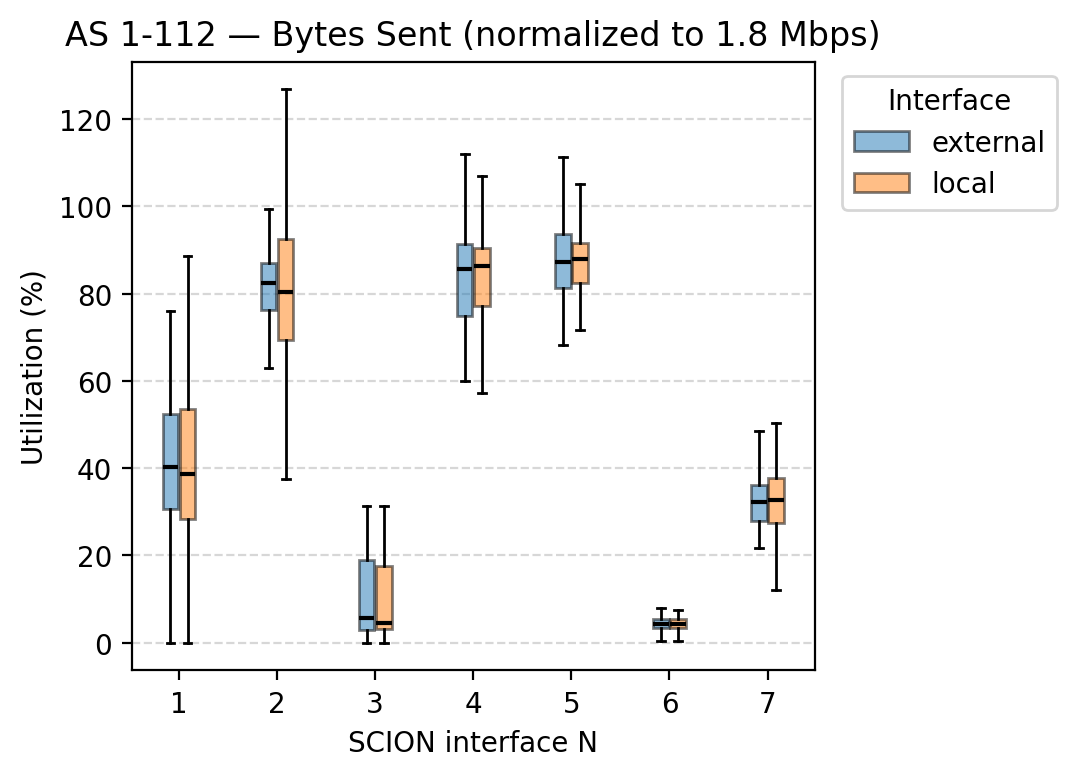 AS 1-112 — Bytes Sent (normalized to 1.8 Mbps)
Interface
external
local
Utilization (%)
120
100
80
60
40
20
0
1 2 3 4 5 6 7
SCION interface N